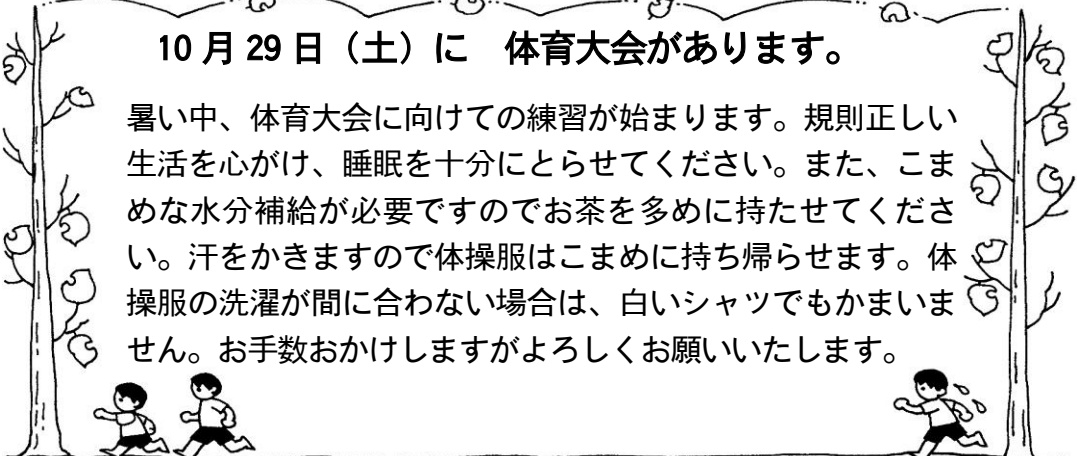 10月29日（土）に　体育大会があります。
暑い中、体育大会に向けての練習が始まります。規則正しい
生活を心がけ、睡眠を十分にとらせてください。また、こま
めな水分補給が必要ですのでお茶を多めに持たせてくださ
い。汗をかきますので体操服はこまめに持ち帰らせます。体
操服の洗濯が間に合わない場合は、白いシャツでもかまいま
せん。お手数おかけしますがよろしくお願いいたします。